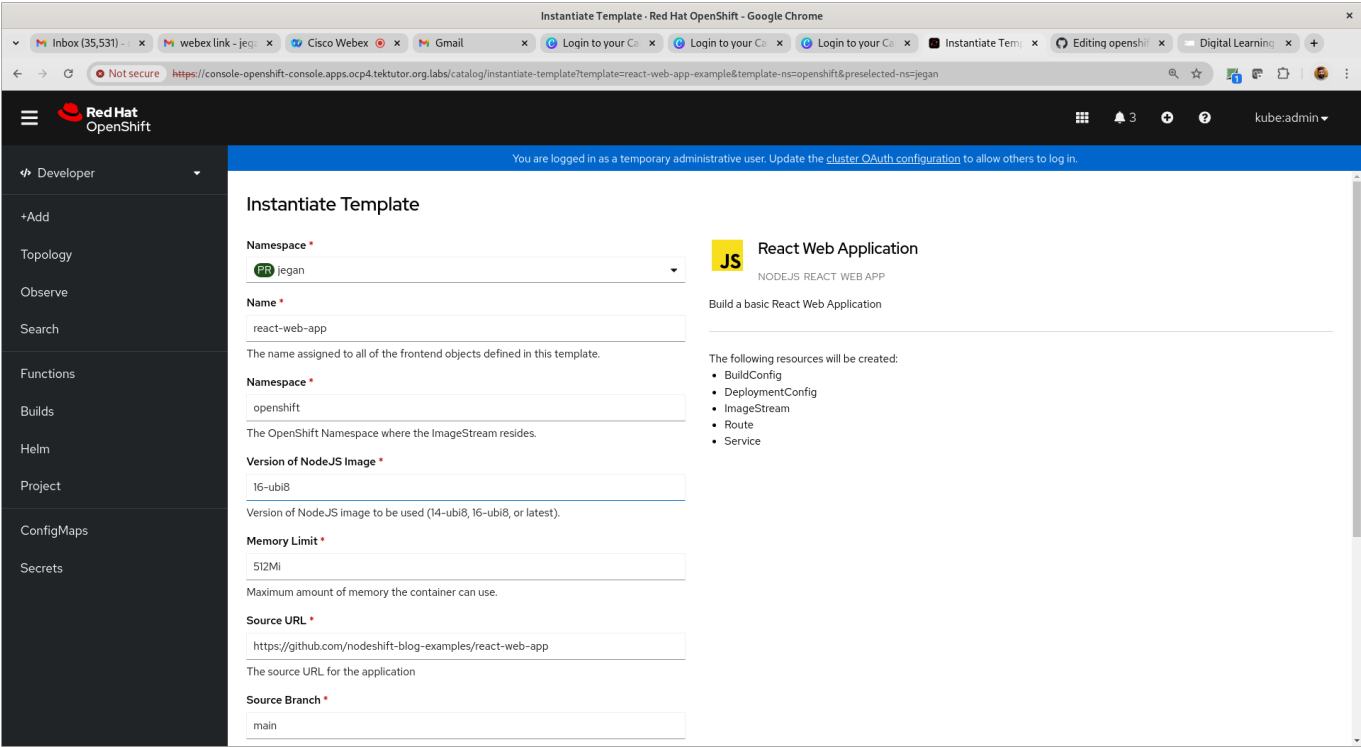 Instantiate Template · Red Hat OpenShift - Google Chrome
Inbox (35,531) -
webex link - jega
Cisco Webex
Gmail
Login to your Ca
Login to your Ca
Login to your Ca
Instantiate Temp
Editing openshif
Digital Learning
Not secure https://console-openshift-console.apps.ocp4.tektutor.org.labs/catalog/instantiate-template?template=react-web-app-example&template-ns=openshift&preselected-ns=jegan
1
Red Hat
OpenShift
3
kube:admin
You are logged in as a temporary administrative user. Update the cluster OAuth configuration to allow others to log in.
Developer
+Add
Topology
Observe
Search
Functions
Builds
Helm
Project
ConfigMaps
Secrets
Instantiate Template
Namespace *
PR jegan
Name *
react-web-app
The name assigned to all of the frontend objects defined in this template.
Namespace *
openshift
The OpenShift Namespace where the ImageStream resides.
Version of NodeJS Image *
16-ubi8
Version of NodeJS image to be used (14-ubi8, 16-ubi8, or latest).
Memory Limit *
512Mi
Maximum amount of memory the container can use.
Source URL *
https://github.com/nodeshift-blog-examples/react-web-app
The source URL for the application
Source Branch *
main
JS
React Web Application
NODEJS REACT WEB APP
Build a basic React Web Application
The following resources will be created:
• BuildConfig
• DeploymentConfig
• ImageStream
• Route
• Service